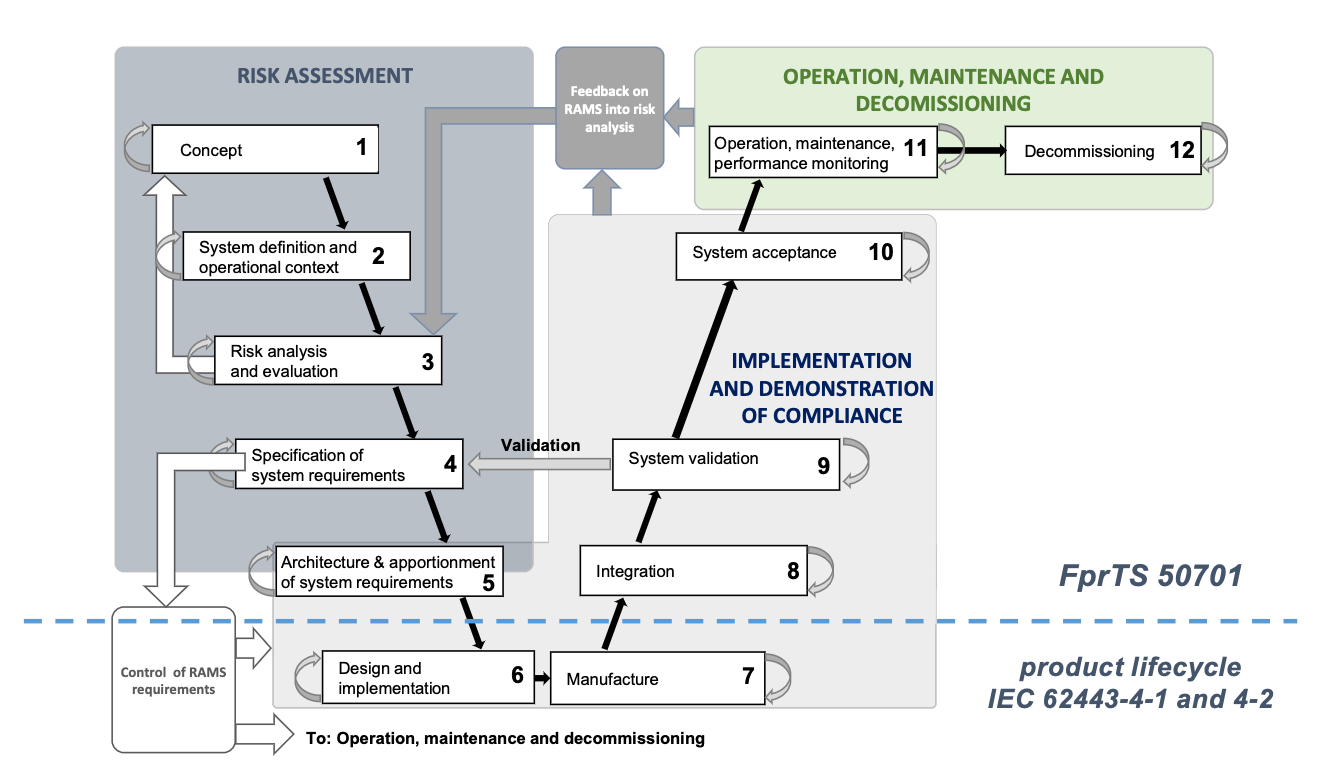 RISK ASSESSMENT
Feedback on
RAMS into risk
analysis
OPERATION, MAINTENANCE AND
DECOMISSIONING
Concept 1
Operation, maintenance,
performance monitoring 11
Decommissioning 12
System definition and
operational context 2
System acceptance 10
Risk analysis
and evaluation 3
IMPLEMENTATION
AND DEMONSTRATION
OF COMPLIANCE
Specification of
system requirements 4
Validation
System validation 9
Architecture & apportionment
of system requirements 5
Integration 8
FprTS 50701
Control of RAMS
requirements
Design and
implementation 6
Manufacture 7
product lifecycle
IEC 62443-4-1 and 4-2
To: Operation, maintenance and decommissioning